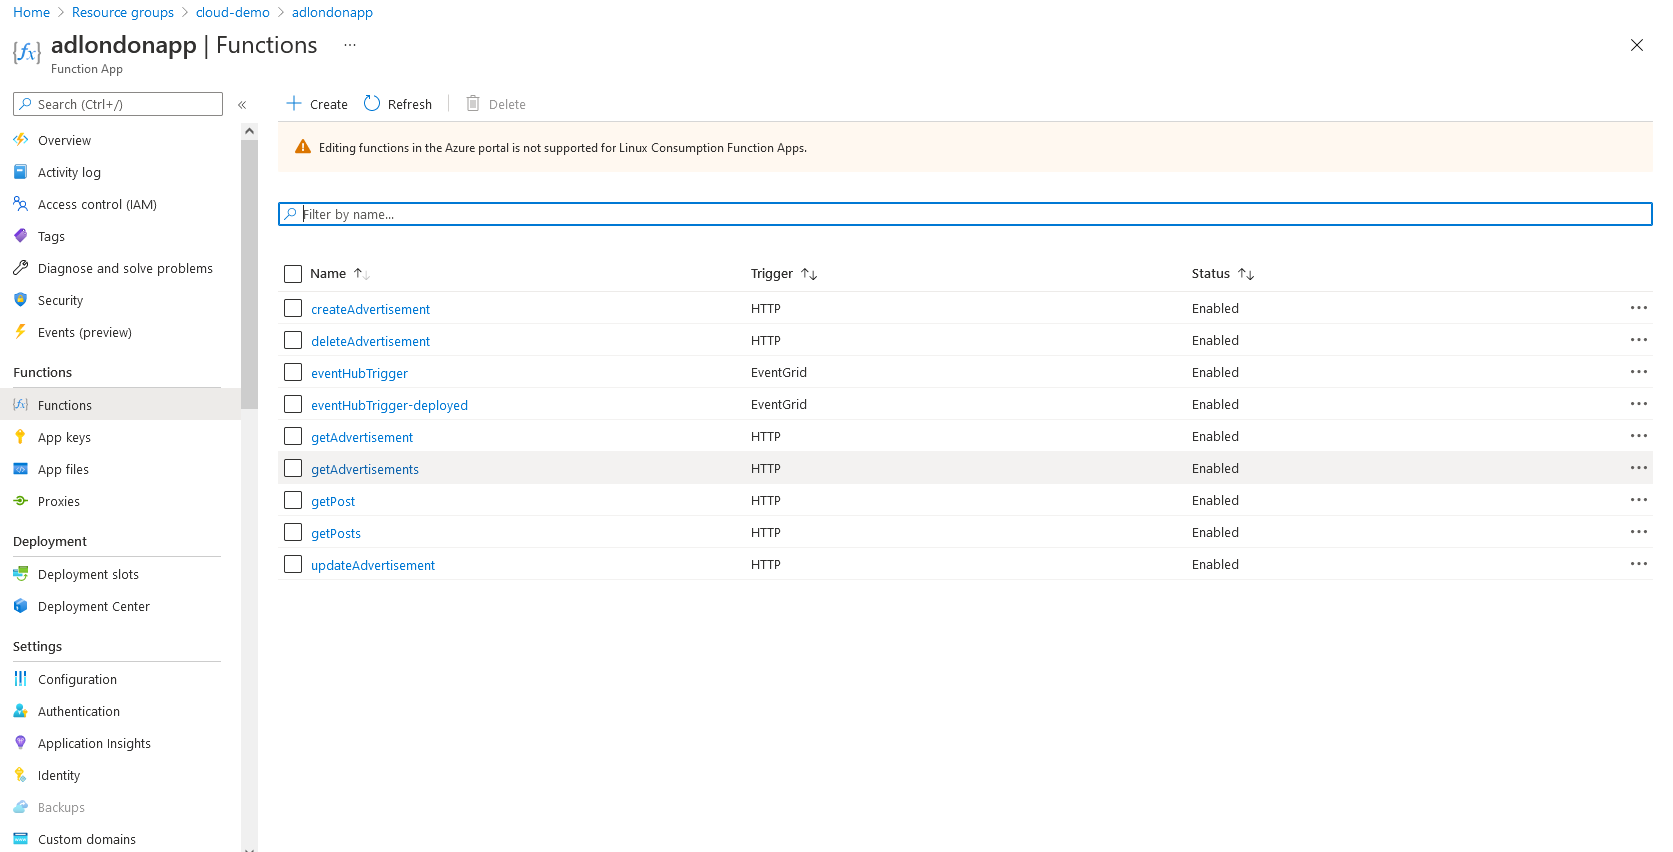 Home > Resource groups > cloud-demo > adlondonapp
adlondonapp | Functions ...
Function App
Search (Ctrl+/)
«
Overview
Activity log
Access control (IAM)
Tags
Diagnose and solve problems
Security
Events (preview)
Functions
Functions
App keys
App files
Proxies
Deployment
Deployment slots
Deployment Center
Settings
Configuration
Authentication
Application Insights
Identity
Backups
Custom domains
Create Refresh Delete
Editing functions in the Azure portal is not supported for Linux Consumption Function Apps.
Filter by name...
Name ↑↓ Trigger ↑↓ Status ↑↓
createAdvertisement HTTP Enabled ...
deleteAdvertisement HTTP Enabled ...
eventHubTrigger EventGrid Enabled ...
eventHubTrigger-deployed EventGrid Enabled ...
getAdvertisement HTTP Enabled ...
getAdvertisements HTTP Enabled ...
getPost HTTP Enabled ...
getPosts HTTP Enabled ...
updateAdvertisement HTTP Enabled ...